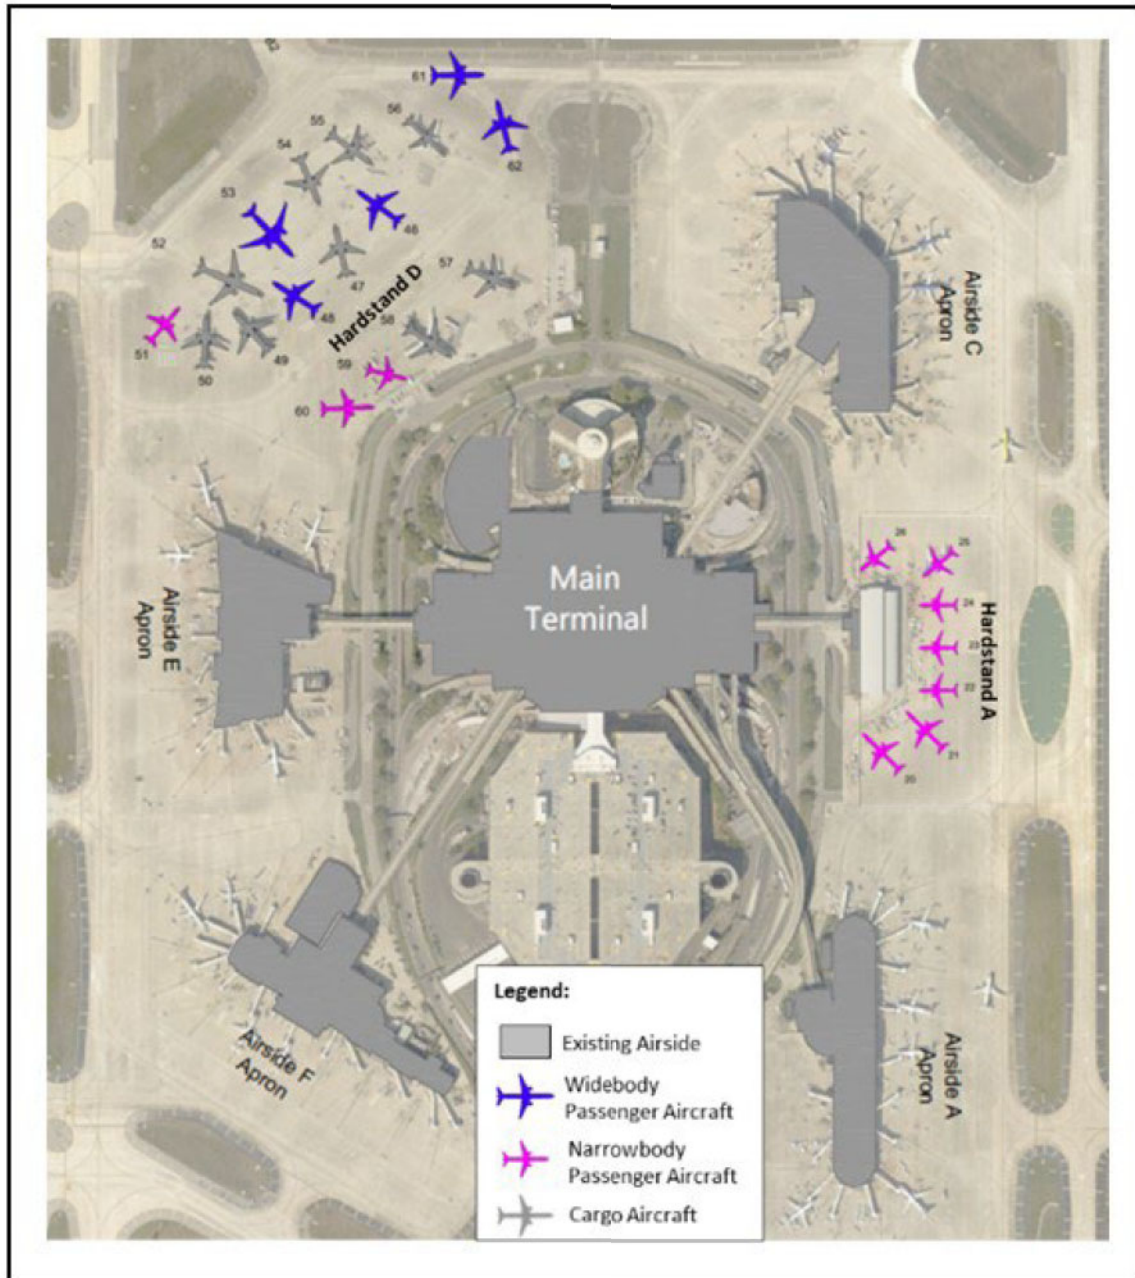 82
61
62
56
55
54
53
52
46
47
57
48
Hardstand D
58
51
50
49
59
60
Airside C
Apron
Main
Terminal
Airside E
Apron
26
25
24
23
22
21
20
Hardstand A
Airside F
Apron
Airside A
Apron
Legend:
Existing Airside
Widebody
Passenger Aircraft
Narrowbody
Passenger Aircraft
Cargo Aircraft